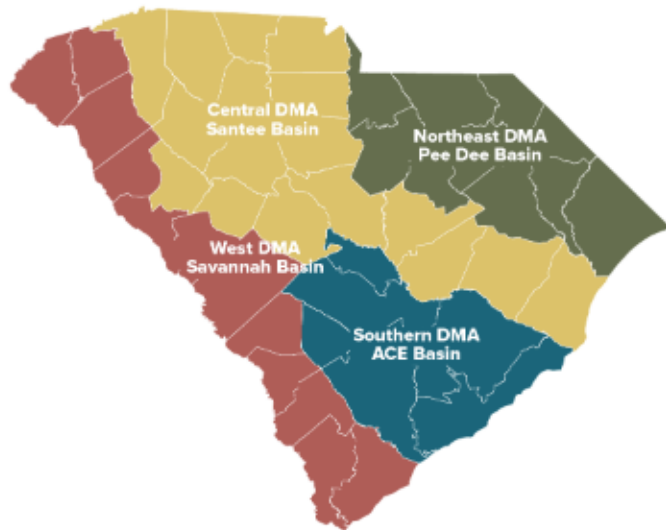 Central DMA
Santee Basin
Northeast DMA
Pee Dee Basin
West DMA
Savannah Basin
Southern DMA
ACE Basin